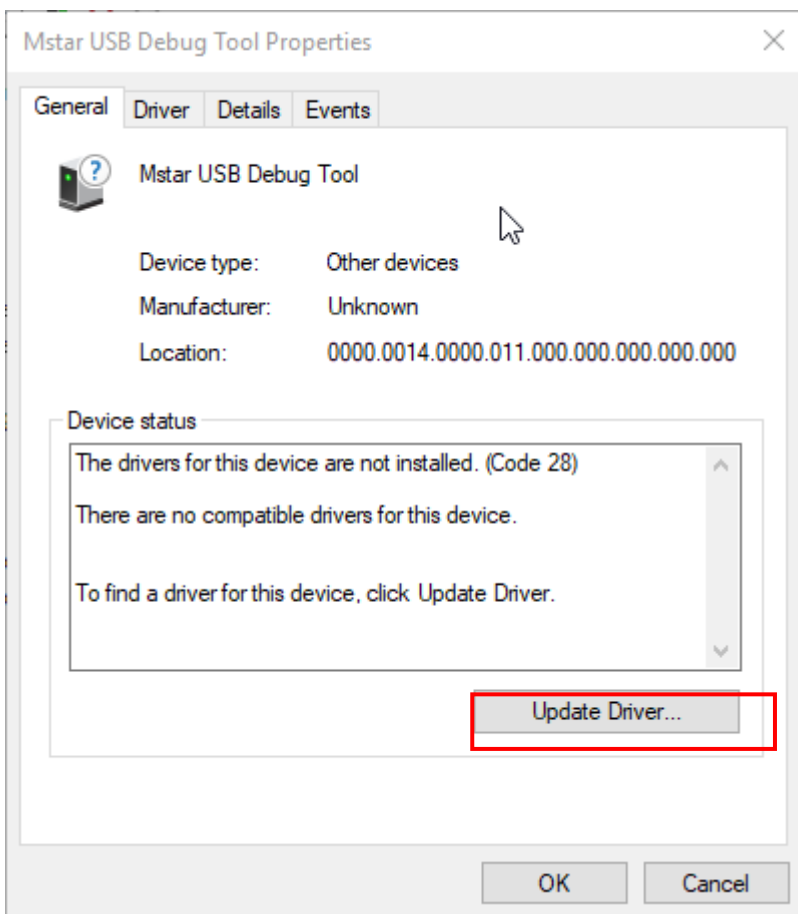 Mstar USB Debug Tool Properties
General Driver Details Events
?
Mstar USB Debug Tool
Device type: Other devices
Manufacturer: Unknown
Location: 0000.0014.0000.011.000.000.000.000.000
Device status
The drivers for this device are not installed. (Code 28)
There are no compatible drivers for this device.
To find a driver for this device, click Update Driver.
Update Driver...
OK Cancel